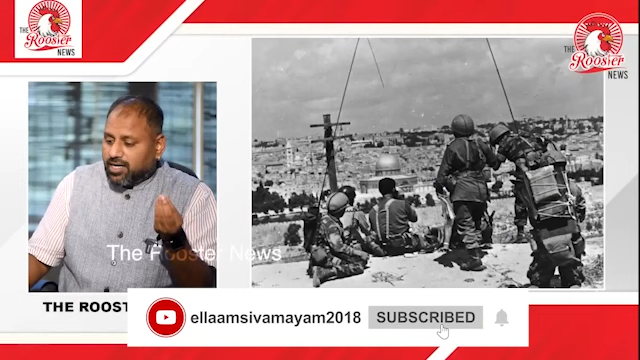 THE
Rooster
NEWS
THE
Rooster
NEWS
The Rooster News
THE ROOST
ellaamsivamayam2018
SUBSCRIBED